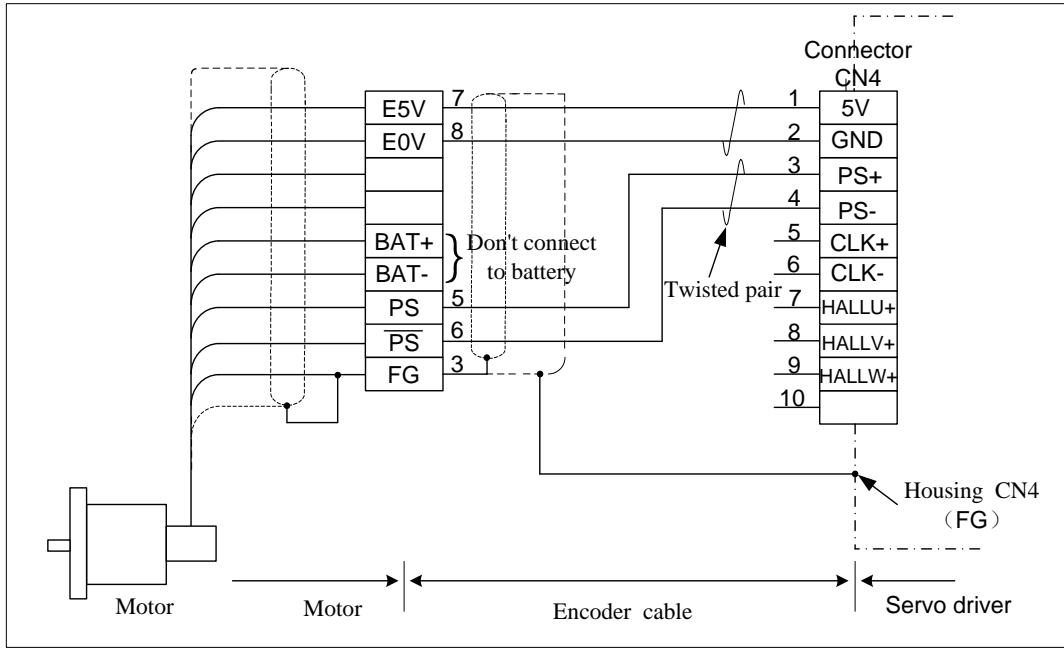 Connector
CN4
E5V 7 1 5V
E0V 8 2 GND
3 PS+
4 PS-
BAT+ Don't connect 5 CLK+
BAT- to battery 6 CLK-
Twisted pair
PS 5 7 HALLU+
P̅S̅ 6 8 HALLV+
FG 3 9 HALLW+
10
Housing CN4
（FG）
Motor Motor Encoder cable Servo driver